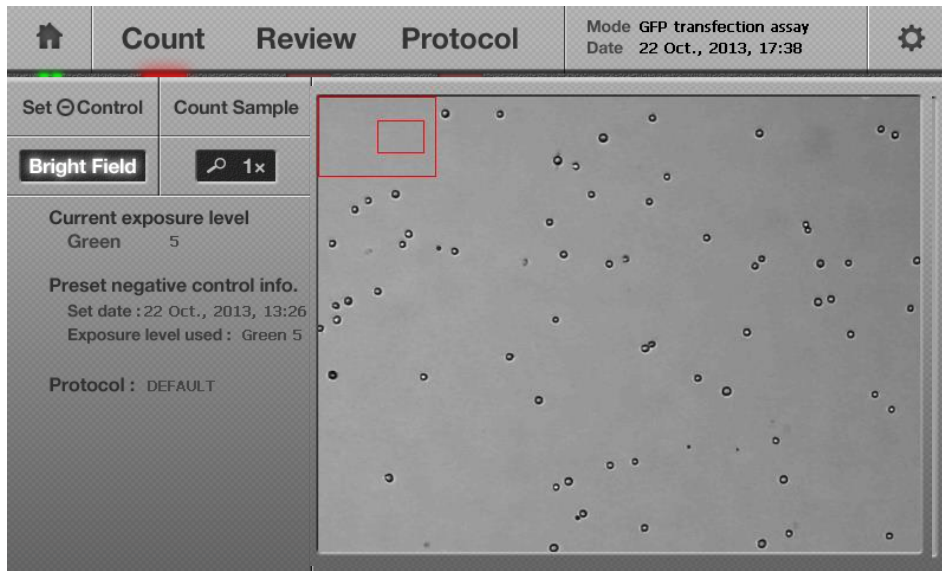 Count Review Protocol
Mode GFP transfection assay
Date 22 Oct., 2013, 17:38
Set ⊖Control Count Sample
Bright Field 1×
Current exposure level
Green 5
Preset negative control info.
Set date : 22 Oct., 2013, 13:26
Exposure level used : Green 5
Protocol : DEFAULT